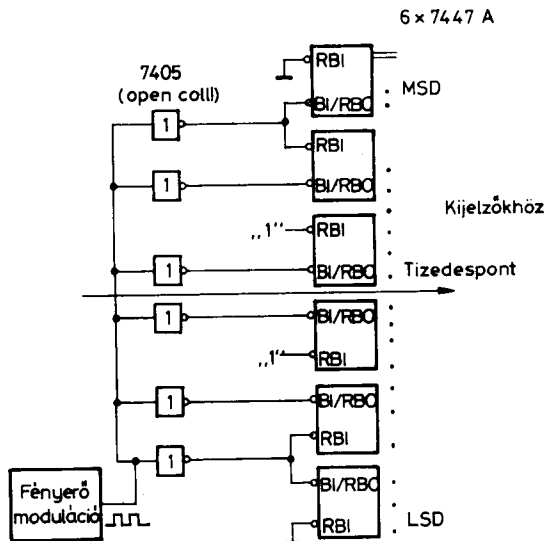 6 x 7447 A
7405
(open coll!)
RBI
MSD
1
BI/RBO
RBI
1
BI/RBO
Kijelzőkhöz
„1”
RBI
1
BI/RBO
Tizedespont
1
BI/RBO
„1”
RBI
1
BI/RBO
RBI
1
BI/RBO
Fényerő
moduláció
LSD
RBI